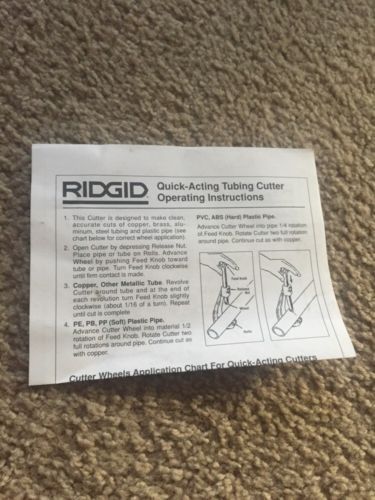 RIDGID
Quick-Acting Tubing Cutter
Operating Instructions
1. This Cutter is designed to make clean,
accurate cuts of copper, brass, alu-
minum, steel tubing and plastic pipe (see
chart below for correct wheel application).
2. Open Cutter by depressing Release Nut.
Place pipe or tube on Rolls. Advance
Wheel by pushing Feed Knob toward
tube or pipe. Turn Feed Knob clockwise
until firm contact is made.
3. Copper, Other Metallic Tube. Revolve
Cutter around tube and at the end of
each revolution turn Feed Knob slightly
clockwise (about 1/16 of a turn). Repeat
until cut is complete
4. PE, PB, PP (Soft) Plastic Pipe.
Advance Cutter Wheel into material 1/2
rotation of Feed Knob. Rotate Cutter two
full rotations around pipe. Continue cut as
with copper.
PVC, ABS (Hard) Plastic Pipe.
Advance Cutter Wheel into pipe 1/4 rotation
of Feed Knob. Rotate Cutter two full rotation
around pipe. Continue cut as with copper.
Feed Knob
Release
Nut
Wheel
Rolls
Cutter Wheels Application Chart For Quick-Acting Cutters